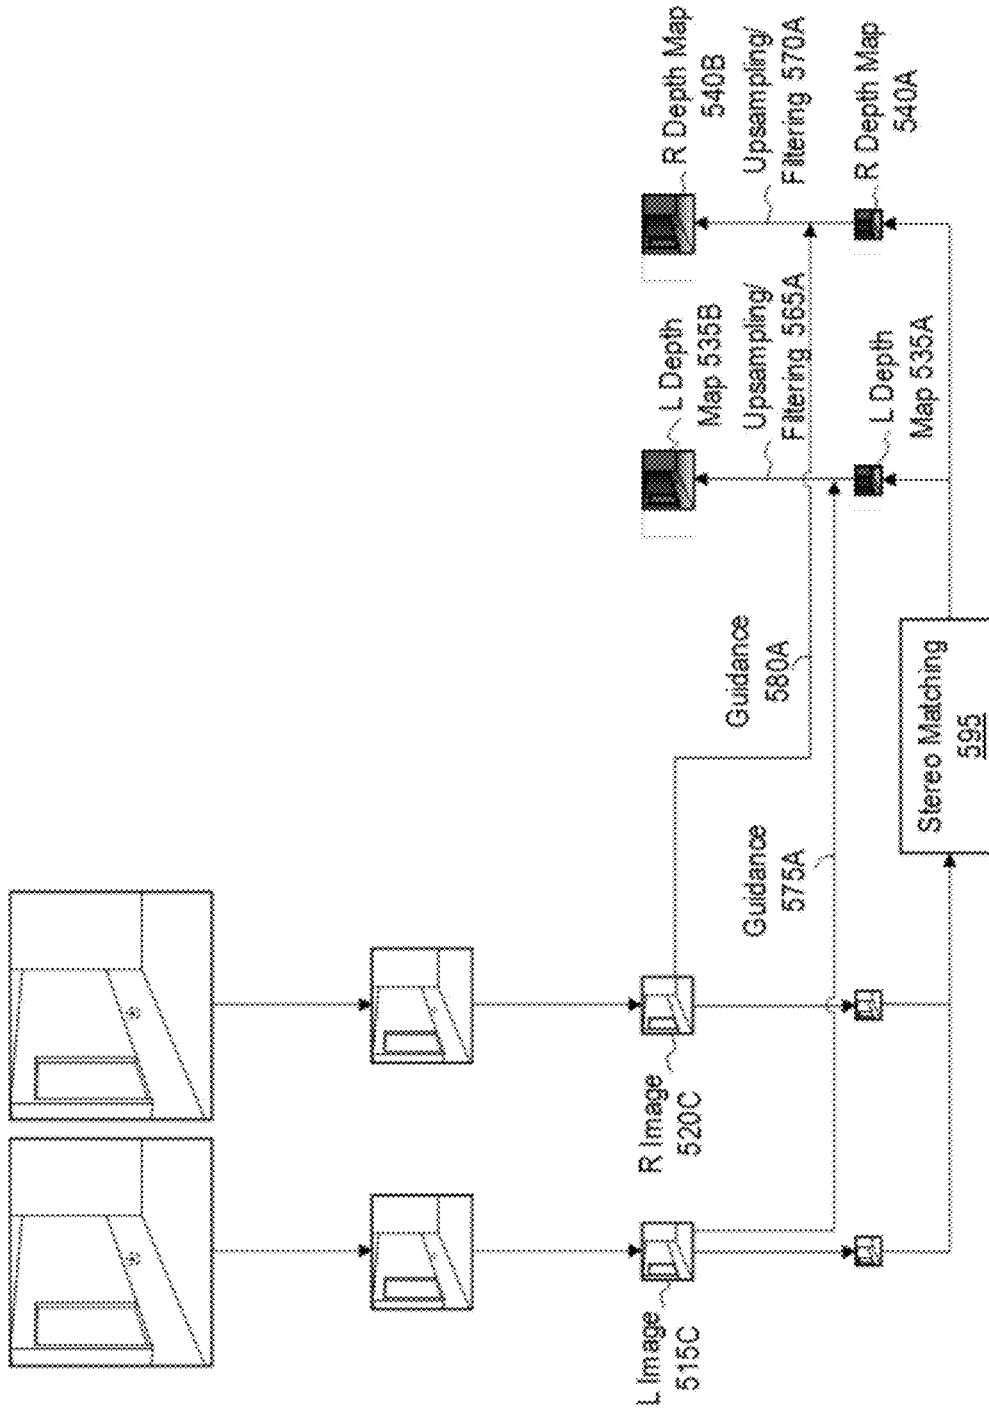 L Image
515C
R Image
520C
Guidance
575A
Guidance
580A
Stereo Matching
595
L Depth
Map 535B
Upsampling/
Filtering 565A
L Depth
Map 535A
R Depth Map
540B
Upsampling/
Filtering 570A
R Depth Map
540A